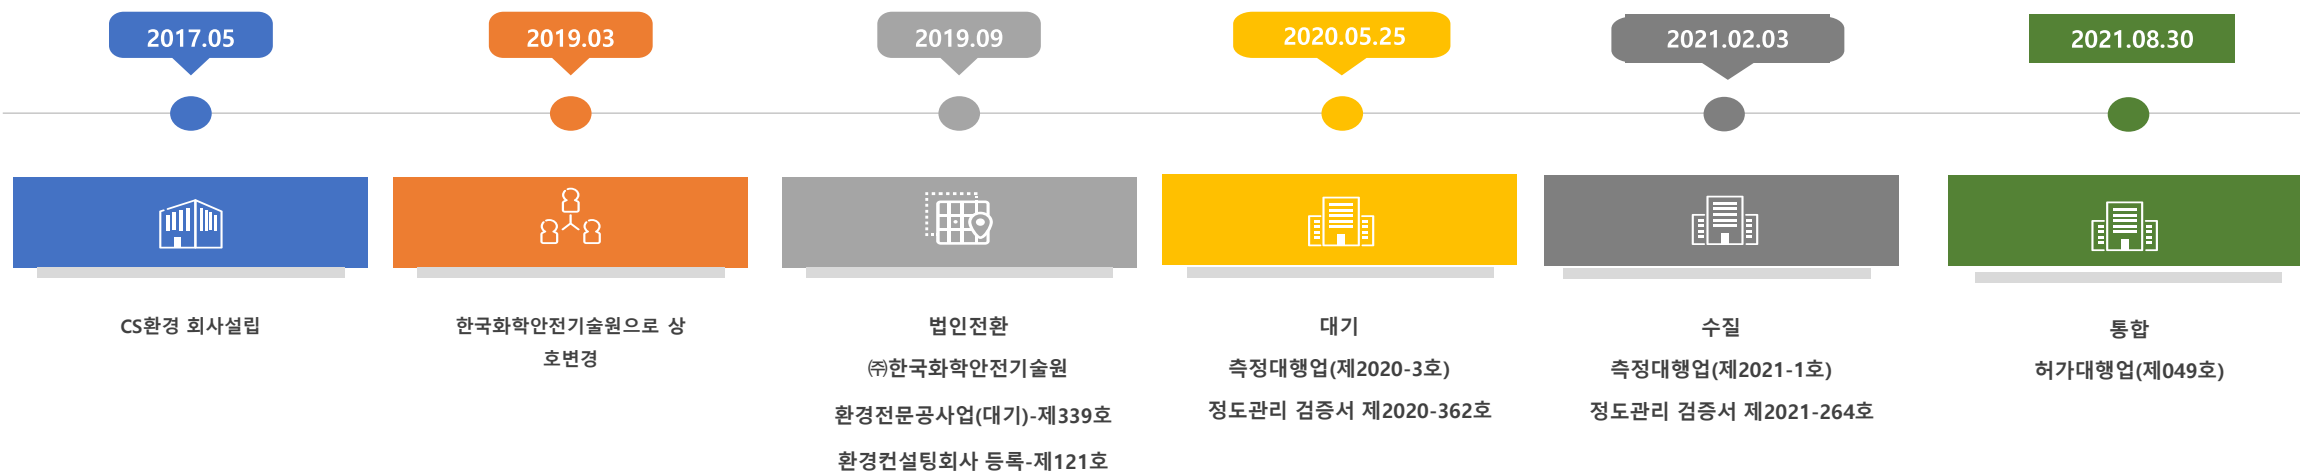 2017.05
2019.03
2019.09
2020.05.25
2021.02.03
2021.08.30
CS환경 회사설립
한국화학안전기술원으로 상
호변경
법인전환
㈜한국화학안전기술원
환경전문공사업(대기)-제339호
환경컨설팅회사 등록-제121호
대기
측정대행업(제2020-3호)
정도관리 검증서 제2020-362호
수질
측정대행업(제2021-1호)
정도관리 검증서 제2021-264호
통합
허가대행업(제049호)